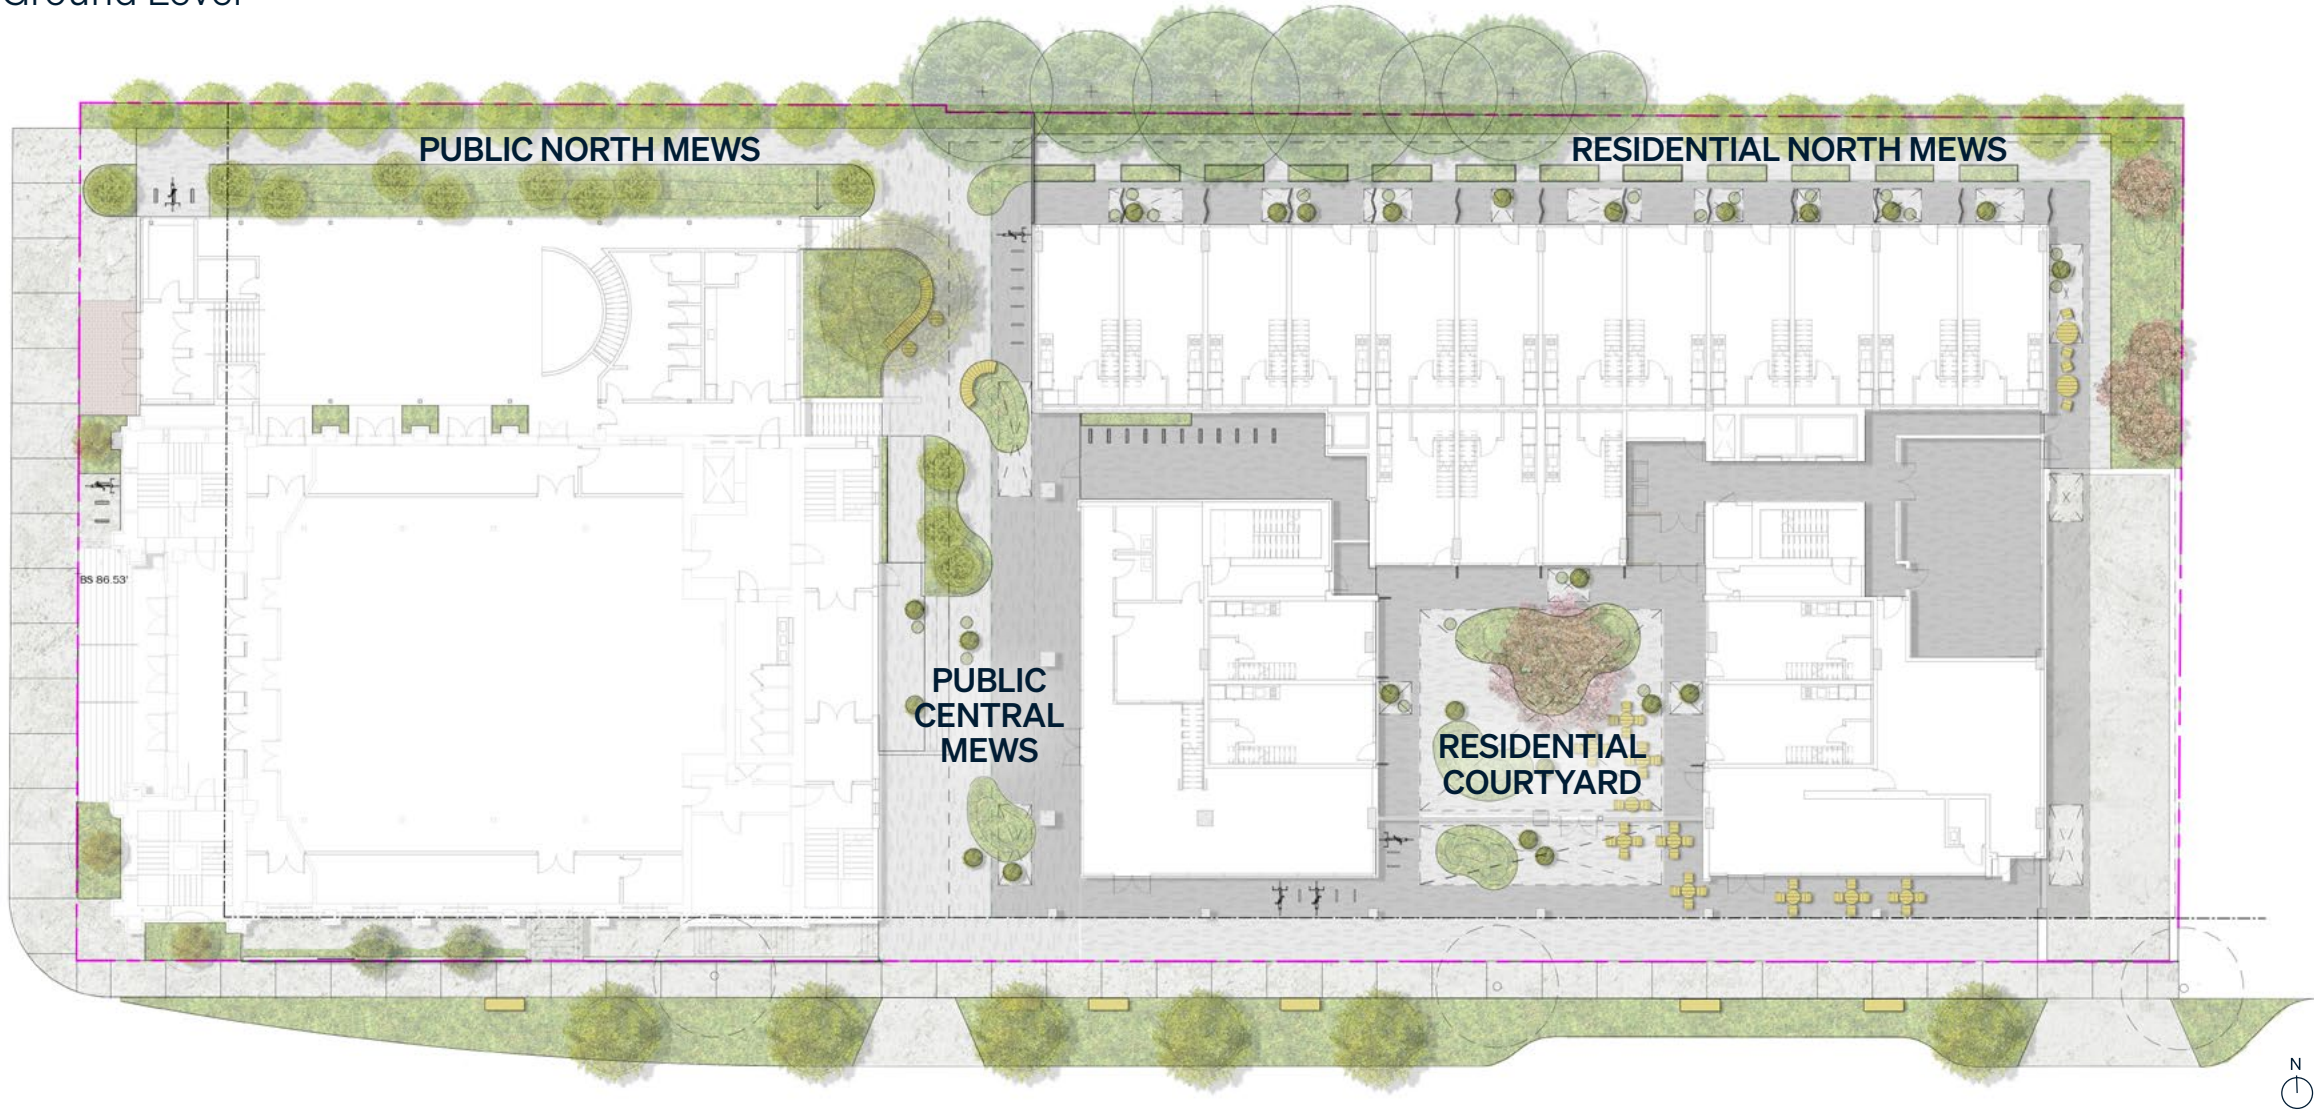 Ground Level
PUBLIC NORTH MEWS
RESIDENTIAL NORTH MEWS
BS 86.53'
PUBLIC
CENTRAL
MEWS
RESIDENTIAL
COURTYARD
N